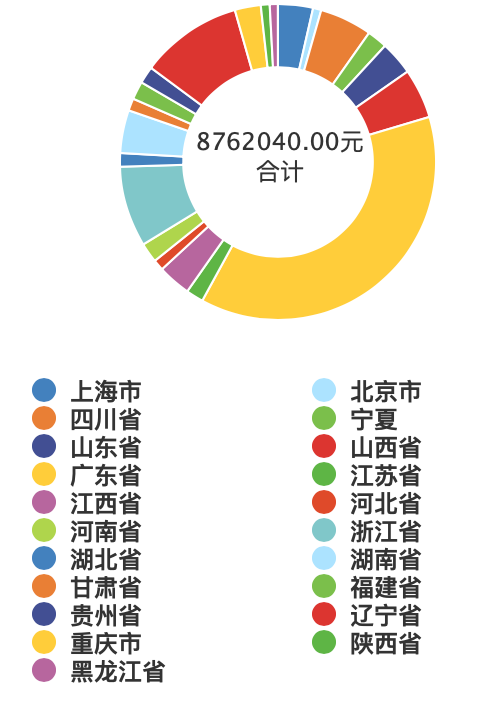 8762040.00元
合计
上海市 北京市
四川省 宁夏
山东省 山西省
广东省 江苏省
江西省 河北省
河南省 浙江省
湖北省 湖南省
甘肃省 福建省
贵州省 辽宁省
重庆市 陕西省
黑龙江省